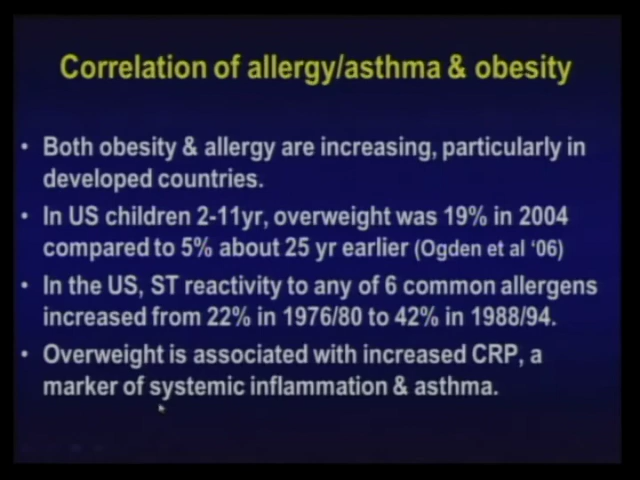 Correlation of allergy/asthma & obesity
• Both obesity & allergy are increasing, particularly in
developed countries.
• In US children 2-11yr, overweight was 19% in 2004
compared to 5% about 25 yr earlier (Ogden et al ‘06)
• In the US, ST reactivity to any of 6 common allergens
increased from 22% in 1976/80 to 42% in 1988/94.
• Overweight is associated with increased CRP, a
marker of systemic inflammation & asthma.